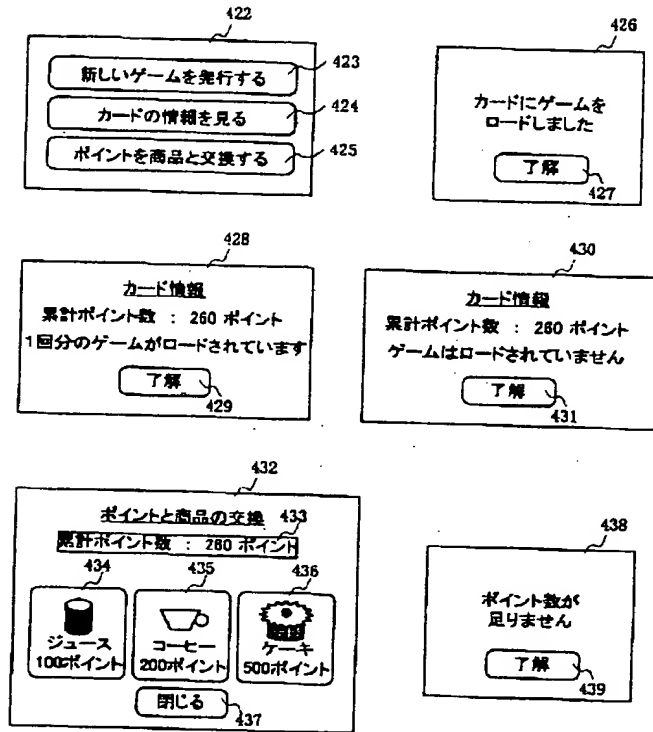 422
新しいゲームを発行する
423
カードの情報を見る
424
ポイントを商品と交換する
425
426
カードにゲームを
ロードしました
了解
427
428
カード情報
累計ポイント数 : 260 ポイント
1回分のゲームがロードされています
了解
429
430
カード情報
累計ポイント数 : 260 ポイント
ゲームはロードされていません
了解
431
432
ポイントと商品の交換
433
累計ポイント数 : 260 ポイント
434
435
436
ジュース
100ポイント
コーヒー
200ポイント
ケーキ
500ポイント
閉じる
437
438
ポイント数が
足りません
了解
439